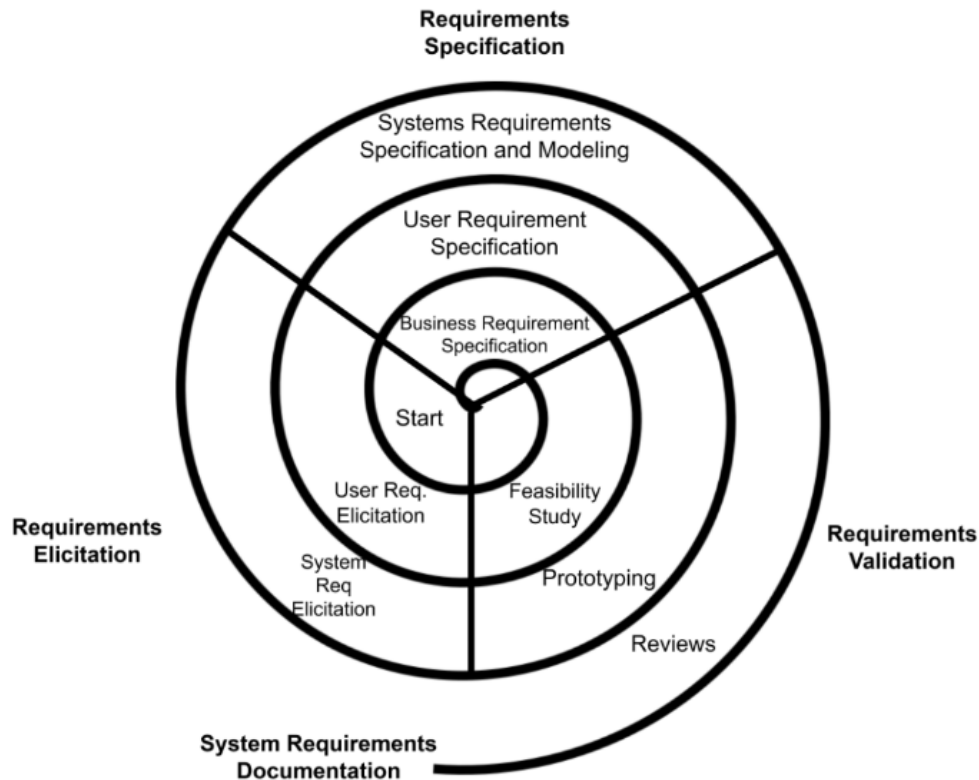 Requirements
Specification
Systems Requirements
Specification and Modeling
User Requirement
Specification
Business Requirement
Specification
Start
User Req.
Elicitation
Feasibility
Study
Requirements
Elicitation
Requirements
Validation
System
Req
Elicitation
Prototyping
Reviews
System Requirements
Documentation